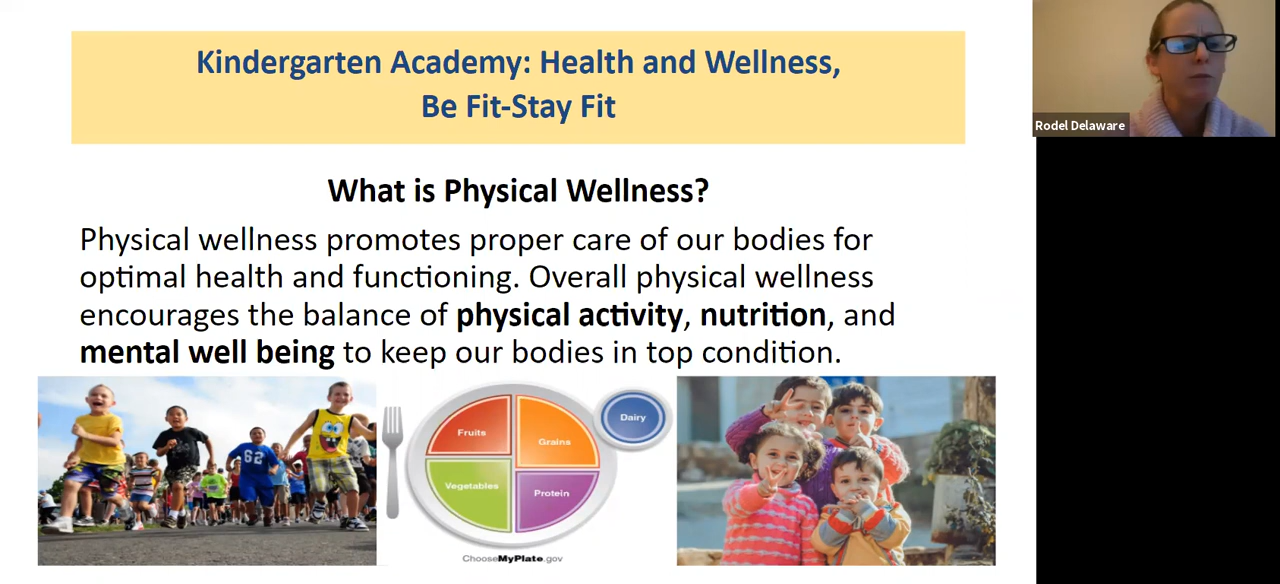 Kindergarten Academy: Health and Wellness,
Be Fit-Stay Fit
Rodel Delaware
What is Physical Wellness?
Physical wellness promotes proper care of our bodies for
optimal health and functioning. Overall physical wellness
encourages the balance of physical activity, nutrition, and
mental well being to keep our bodies in top condition.
62
Fruits
Grains
Dairy
Vegetables
Protein
ChooseMyPlate.gov